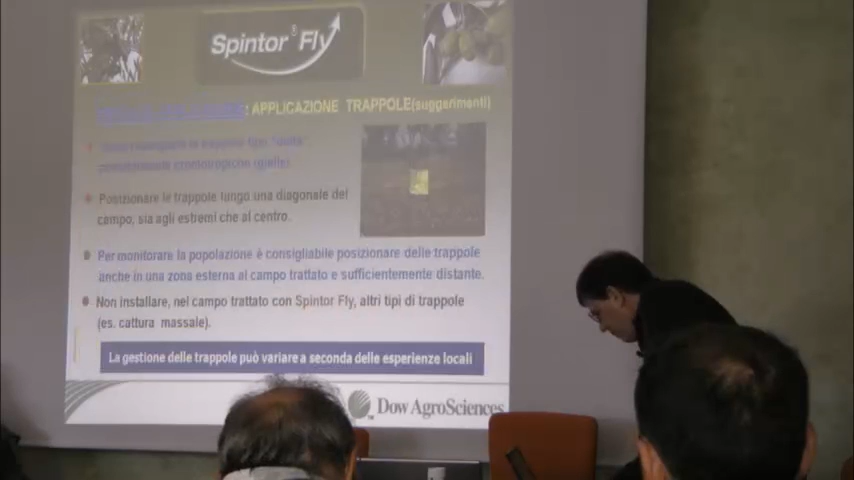 Spintor® Fly
: APPLICAZIONE TRAPPOLE(suggerimenti)
Posizionare le trappole lungo una diagonale del
campo, sia agli estremi che al centro.
Per monitorare la popolazione è consigliabile posizionare delle trappole
anche in una zona esterna al campo trattato e sufficientemente distante.
Non installare, nel campo trattato con Spintor Fly, altri tipi di trappole
(es. cattura massale).
La gestione delle trappole può variare a seconda delle esperienze locali
Dow AgroSciences